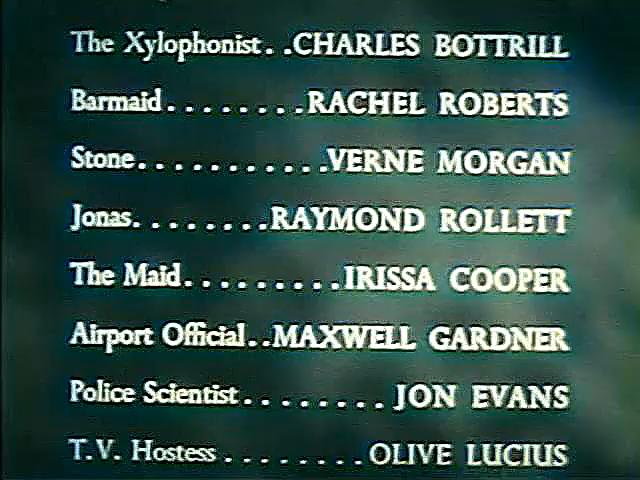 The Xylophonist. .CHARLES BOTTRILL
Barmaid. . . . . . . .RACHEL ROBERTS
Stone. . . . . . . . . . .VERNE MORGAN
Jonas. . . . . . . .RAYMOND ROLLETT
The Maid. . . . . . . . .IRISSA COOPER
Airport Official. .MAXWELL GARDNER
Police Scientist. . . . . . . . JON EVANS
T.V. Hostess . . . . . . . . OLIVE LUCIUS